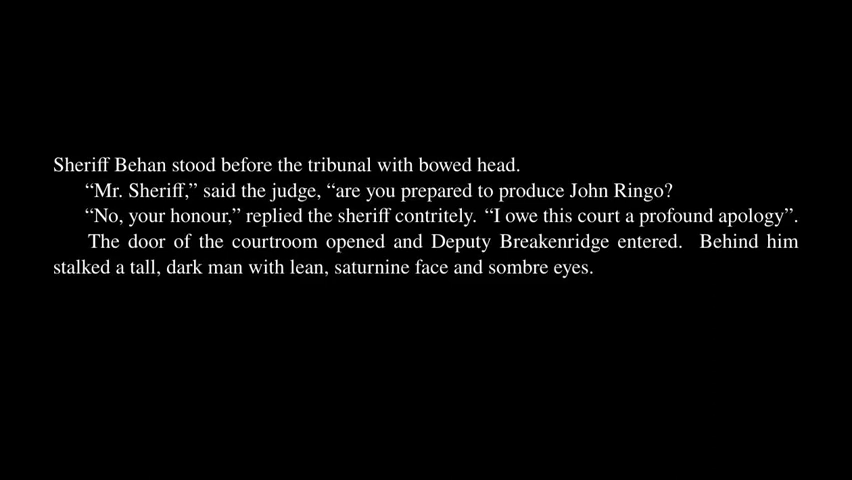 Sheriff Behan stood before the tribunal with bowed head.
“Mr. Sheriff,” said the judge, “are you prepared to produce John Ringo?
“No, your honour,” replied the sheriff contritely. “I owe this court a profound apology”.
The door of the courtroom opened and Deputy Breakenridge entered. Behind him
stalked a tall, dark man with lean, saturnine face and sombre eyes.